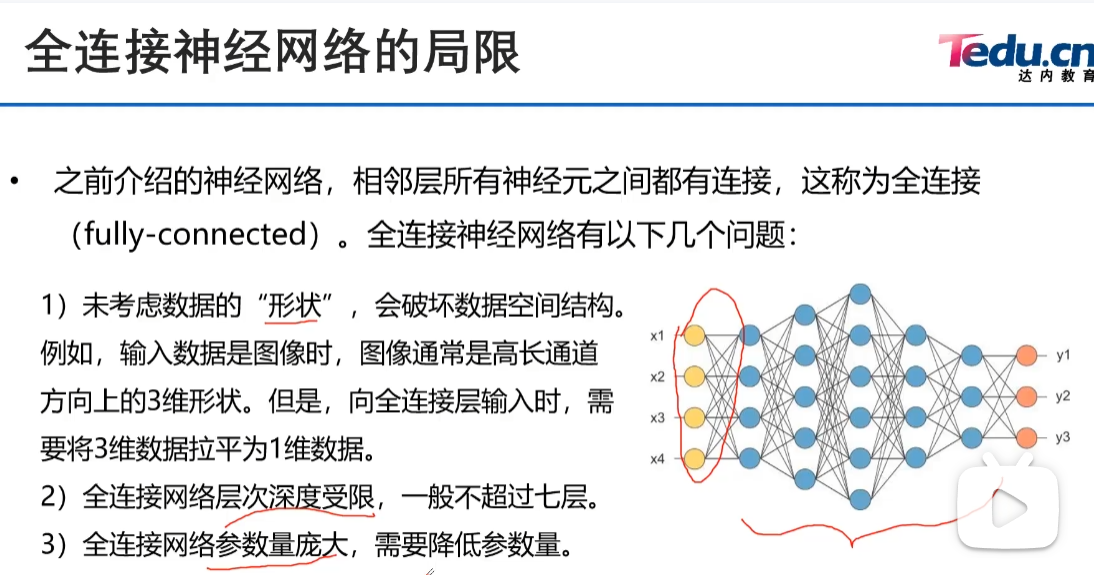 全连接神经网络的局限
Tedu.cn
达内教育
• 之前介绍的神经网络，相邻层所有神经元之间都有连接，这称为全连接
（fully-connected）。全连接神经网络有以下几个问题：
1）未考虑数据的“形状”，会破坏数据空间结构。
例如，输入数据是图像时，图像通常是高长通道
方向上的3维形状。但是，向全连接层输入时，需
要将3维数据拉平为1维数据。
2）全连接网络层次深度受限，一般不超过七层。
3）全连接网络参数量庞大，需要降低参数量。
x1
x2
x3
x4
y1
y2
y3